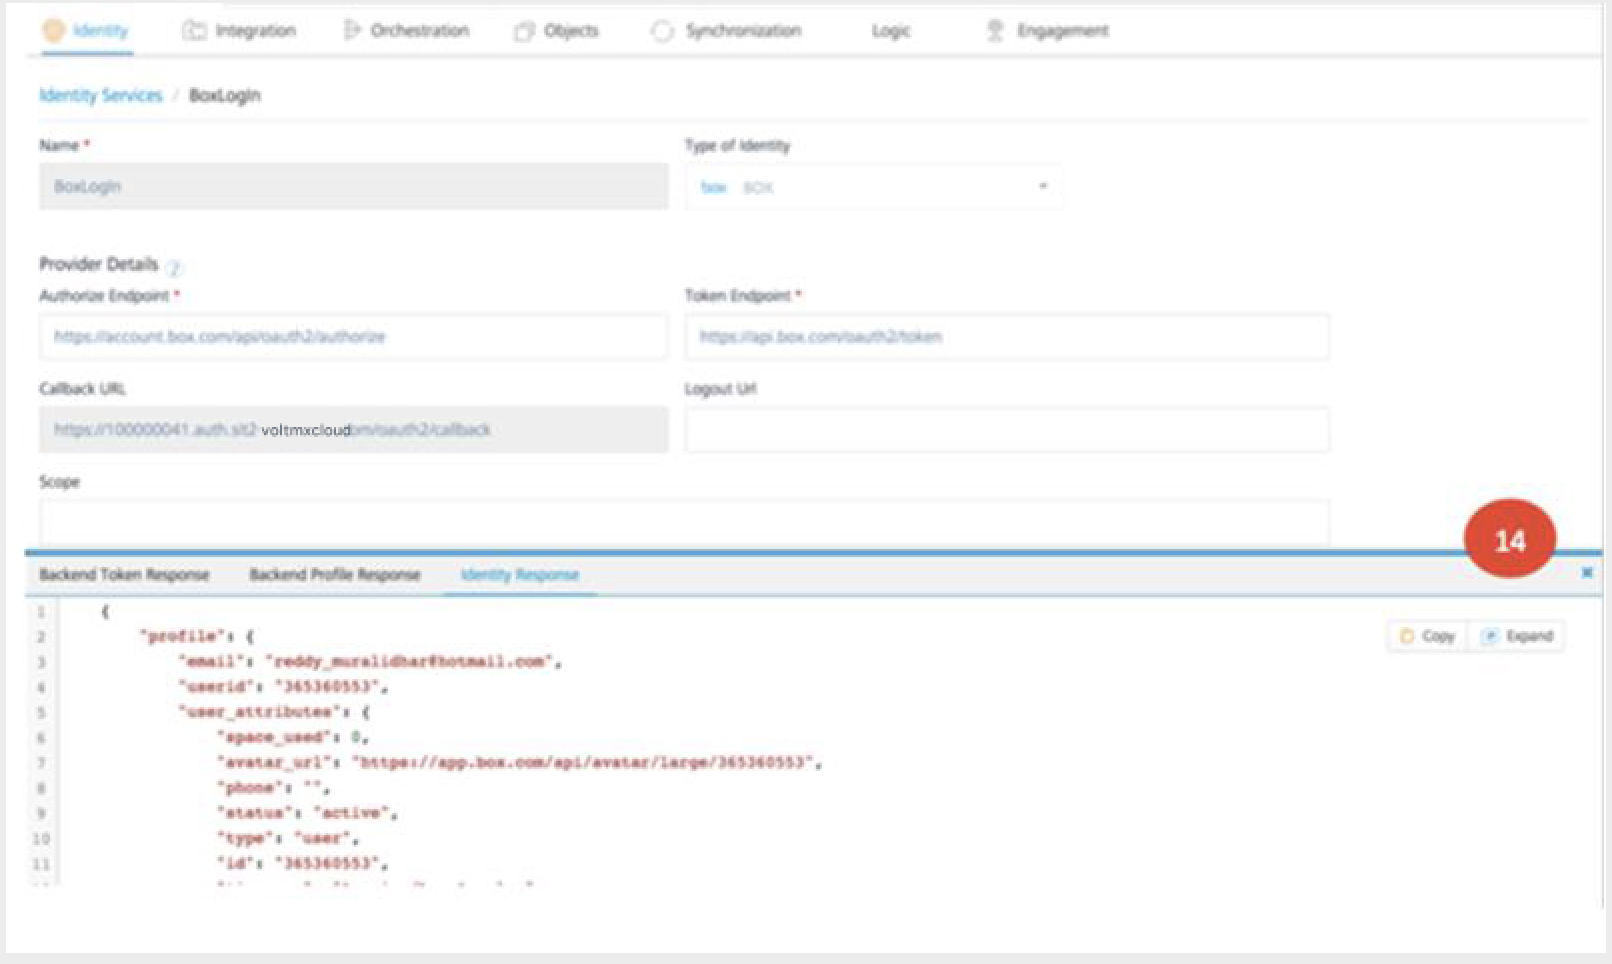 Identity Integration Orchestration Objects Synchronization Logic Engagement
Identity Services / BoxLogIn
Name * Type of Identity
BoxLogIn box BOX
Provider Details ?
Authorize Endpoint * Token Endpoint *
https://account.box.com/api/oauth2/authorize https://api.box.com/oauth2/token
Callback URL Logout Url
https://100000041.auth.sit2 voltmxcloud om/oauth2/callback
Scope
14
Backend Token Response Backend Profile Response Identity Response
1 {
Copy Expand
2 "profile": {
3 "email": "reddy_muralidhar@hotmail.com",
4 "userid": "365360553",
5 "user_attributes": {
6 "space_used": 0,
7 "avatar_url": "https://app.box.com/api/avatar/large/365360553",
8 "phone": "",
9 "status": "active",
10 "type": "user",
11 "id": "365360553",